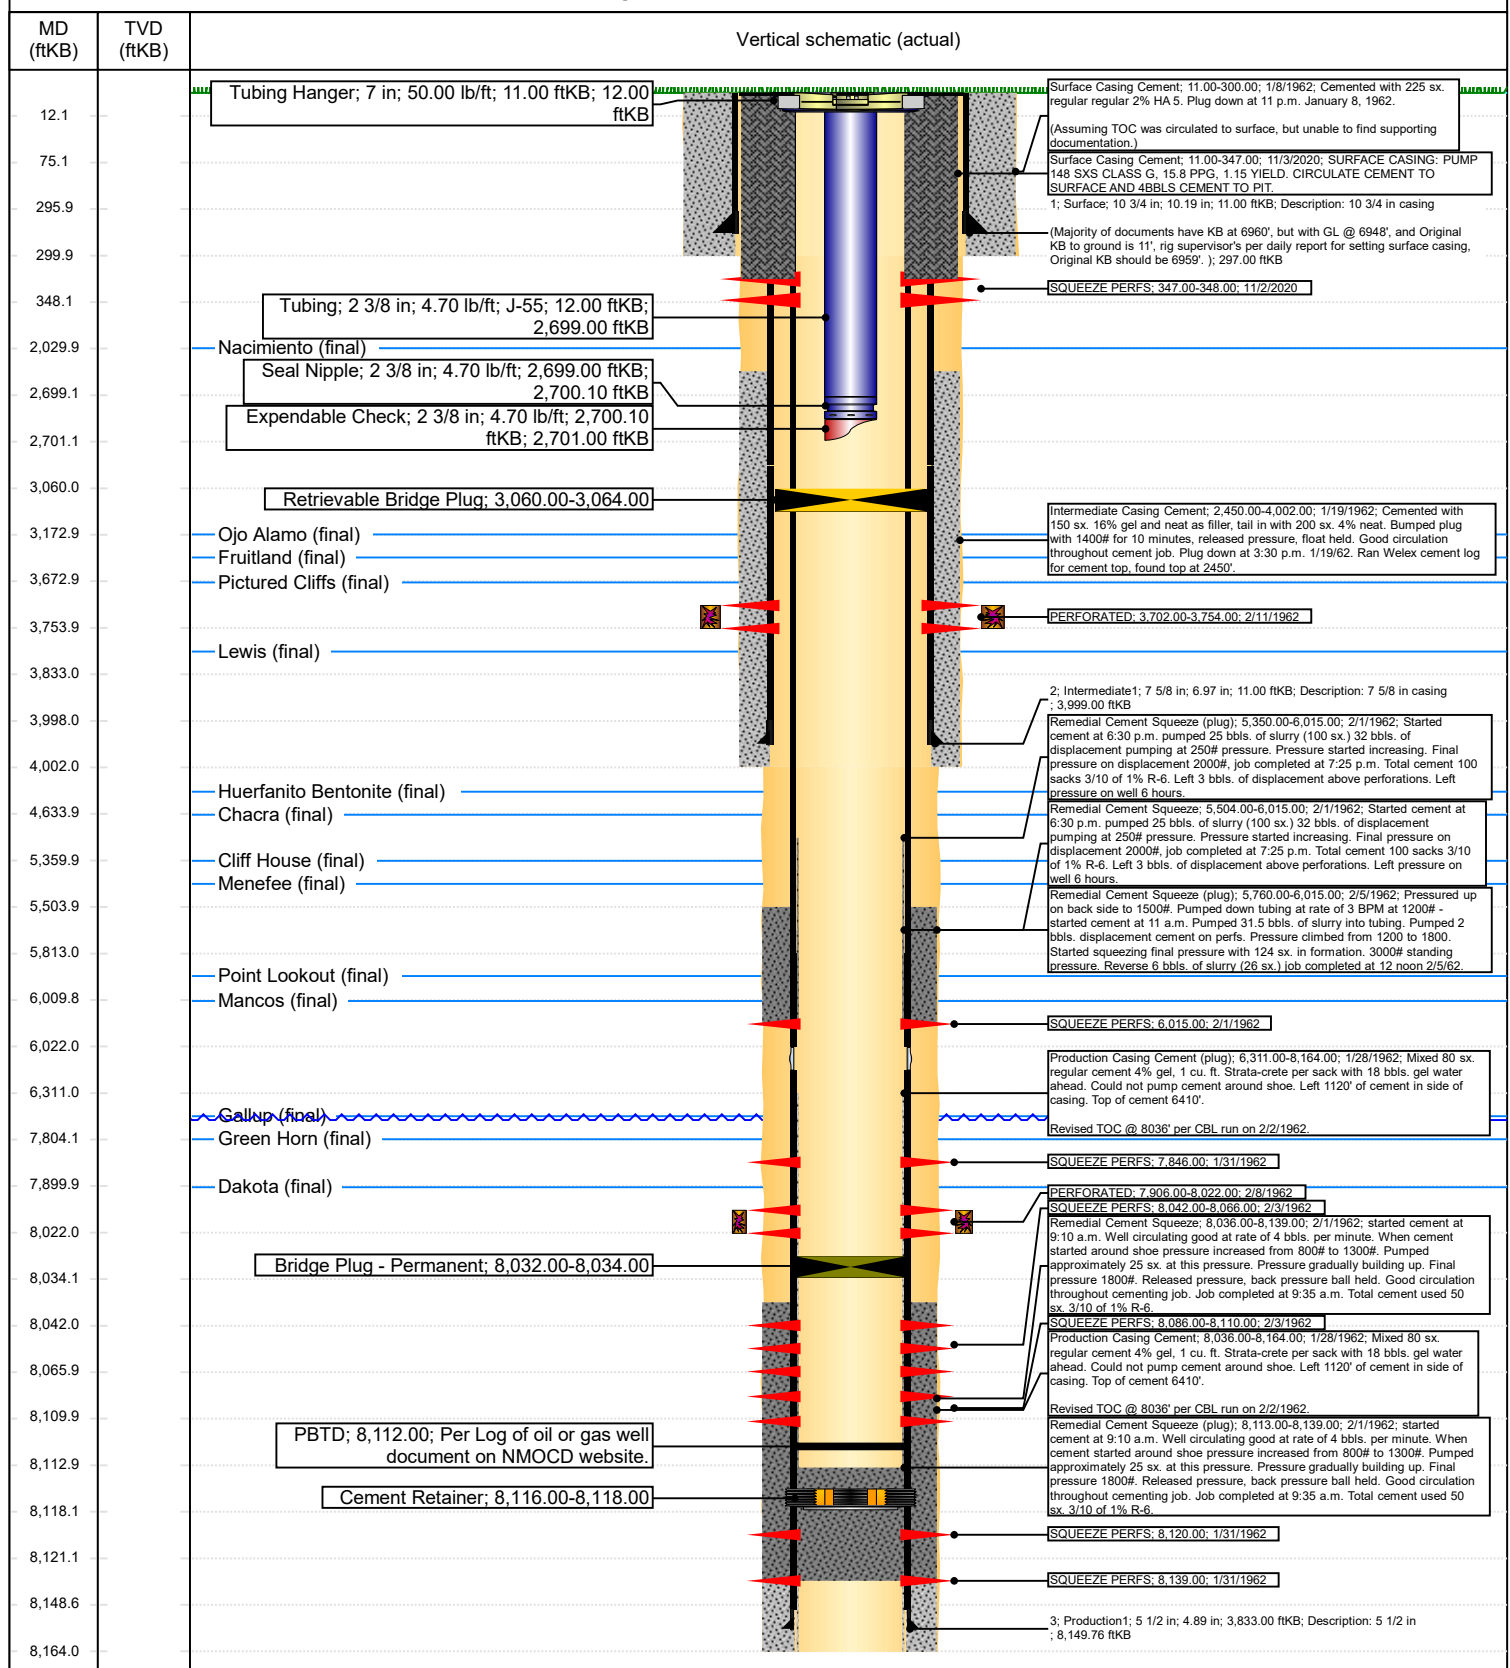 MD
(ftKB)
TVD
(ftKB)
Vertical schematic (actual)
12.1
75.1
295.9
299.9
348.1
2,029.9
2,699.1
2,701.1
3,060.0
3,172.9
3,672.9
3,753.9
3,833.0
3,998.0
4,002.0
4,633.9
5,359.9
5,503.9
5,813.0
6,009.8
6,022.0
6,311.0
7,804.1
7,899.9
8,022.0
8,034.1
8,042.0
8,065.9
8,109.9
8,112.9
8,118.1
8,121.1
8,148.6
8,164.0
Tubing Hanger; 7 in; 50.00 lb/ft; 11.00 ftKB; 12.00
ftKB
Tubing; 2 3/8 in; 4.70 lb/ft; J-55; 12.00 ftKB;
2,699.00 ftKB
Nacimiento (final)
Seal Nipple; 2 3/8 in; 4.70 lb/ft; 2,699.00 ftKB;
2,700.10 ftKB
Expendable Check; 2 3/8 in; 4.70 lb/ft; 2,700.10
ftKB; 2,701.00 ftKB
Retrievable Bridge Plug; 3,060.00-3,064.00
Ojo Alamo (final)
Fruitland (final)
Pictured Cliffs (final)
Lewis (final)
Huerfanito Bentonite (final)
Chacra (final)
Cliff House (final)
Menefee (final)
Point Lookout (final)
Mancos (final)
Gallup (final)
Green Horn (final)
Dakota (final)
Bridge Plug - Permanent; 8,032.00-8,034.00
PBTD; 8,112.00; Per Log of oil or gas well
document on NMOCD website.
Cement Retainer; 8,116.00-8,118.00
Surface Casing Cement; 11.00-300.00; 1/8/1962; Cemented with 225 sx.
regular regular 2% HA 5. Plug down at 11 p.m. January 8, 1962.
(Assuming TOC was circulated to surface, but unable to find supporting
documentation.)
Surface Casing Cement; 11.00-347.00; 11/3/2020; SURFACE CASING: PUMP
148 SXS CLASS G, 15.8 PPG, 1.15 YIELD. CIRCULATE CEMENT TO
SURFACE AND 4BBLS CEMENT TO PIT.
1; Surface; 10 3/4 in; 10.19 in; 11.00 ftKB; Description: 10 3/4 in casing
(Majority of documents have KB at 6960', but with GL @ 6948', and Original
KB to ground is 11', rig supervisor's per daily report for setting surface casing,
Original KB should be 6959'. ); 297.00 ftKB
SQUEEZE PERFS; 347.00-348.00; 11/2/2020
Intermediate Casing Cement; 2,450.00-4,002.00; 1/19/1962; Cemented with
150 sx. 16% gel and neat as filler, tail in with 200 sx. 4% neat. Bumped plug
with 1400# for 10 minutes, released pressure, float held. Good circulation
throughout cement job. Plug down at 3:30 p.m. 1/19/62. Ran Welex cement log
for cement top, found top at 2450'.
PERFORATED; 3,702.00-3,754.00; 2/11/1962
2; Intermediate1; 7 5/8 in; 6.97 in; 11.00 ftKB; Description: 7 5/8 in casing
; 3,999.00 ftKB
Remedial Cement Squeeze (plug); 5,350.00-6,015.00; 2/1/1962; Started
cement at 6:30 p.m. pumped 25 bbls. of slurry (100 sx.) 32 bbls. of
displacement pumping at 250# pressure. Pressure started increasing. Final
pressure on displacement 2000#, job completed at 7:25 p.m. Total cement 100
sacks 3/10 of 1% R-6. Left 3 bbls. of displacement above perforations. Left
pressure on well 6 hours.
Remedial Cement Squeeze; 5,504.00-6,015.00; 2/1/1962; Started cement at
6:30 p.m. pumped 25 bbls. of slurry (100 sx.) 32 bbls. of displacement
pumping at 250# pressure. Pressure started increasing. Final pressure on
displacement 2000#, job completed at 7:25 p.m. Total cement 100 sacks 3/10
of 1% R-6. Left 3 bbls. of displacement above perforations. Left pressure on
well 6 hours.
Remedial Cement Squeeze (plug); 5,760.00-6,015.00; 2/5/1962; Pressured up
on back side to 1500#. Pumped down tubing at rate of 3 BPM at 1200# -
started cement at 11 a.m. Pumped 31.5 bbls. of slurry into tubing. Pumped 2
bbls. displacement cement on perfs. Pressure climbed from 1200 to 1800.
Started squeezing final pressure with 124 sx. in formation. 3000# standing
pressure. Reverse 6 bbls. of slurry (26 sx.) job completed at 12 noon 2/5/62.
SQUEEZE PERFS; 6,015.00; 2/1/1962
Production Casing Cement (plug); 6,311.00-8,164.00; 1/28/1962; Mixed 80 sx.
regular cement 4% gel, 1 cu. ft. Strata-crete per sack with 18 bbls. gel water
ahead. Could not pump cement around shoe. Left 1120' of cement in side of
casing. Top of cement 6410'.
Revised TOC @ 8036' per CBL run on 2/2/1962.
SQUEEZE PERFS; 7,846.00; 1/31/1962
PERFORATED; 7,906.00-8,022.00; 2/8/1962
SQUEEZE PERFS; 8,042.00-8,066.00; 2/3/1962
Remedial Cement Squeeze; 8,036.00-8,139.00; 2/1/1962; started cement at
9:10 a.m. Well circulating good at rate of 4 bbls. per minute. When cement
started around shoe pressure increased from 800# to 1300#. Pumped
approximately 25 sx. at this pressure. Pressure gradually building up. Final
pressure 1800#. Released pressure, back pressure ball held. Good circulation
throughout cementing job. Job completed at 9:35 a.m. Total cement used 50
sx. 3/10 of 1% R-6.
SQUEEZE PERFS; 8,086.00-8,110.00; 2/3/1962
Production Casing Cement; 8,036.00-8,164.00; 1/28/1962; Mixed 80 sx.
regular cement 4% gel, 1 cu. ft. Strata-crete per sack with 18 bbls. gel water
ahead. Could not pump cement around shoe. Left 1120' of cement in side of
casing. Top of cement 6410'.
Revised TOC @ 8036' per CBL run on 2/2/1962.
Remedial Cement Squeeze (plug); 8,113.00-8,139.00; 2/1/1962; started
cement at 9:10 a.m. Well circulating good at rate of 4 bbls. per minute. When
cement started around shoe pressure increased from 800# to 1300#. Pumped
approximately 25 sx. at this pressure. Pressure gradually building up. Final
pressure 1800#. Released pressure, back pressure ball held. Good circulation
throughout cementing job. Job completed at 9:35 a.m. Total cement used 50
sx. 3/10 of 1% R-6.
SQUEEZE PERFS; 8,120.00; 1/31/1962
SQUEEZE PERFS; 8,139.00; 1/31/1962
3; Production1; 5 1/2 in; 4.89 in; 3,833.00 ftKB; Description: 5 1/2 in
; 8,149.76 ftKB